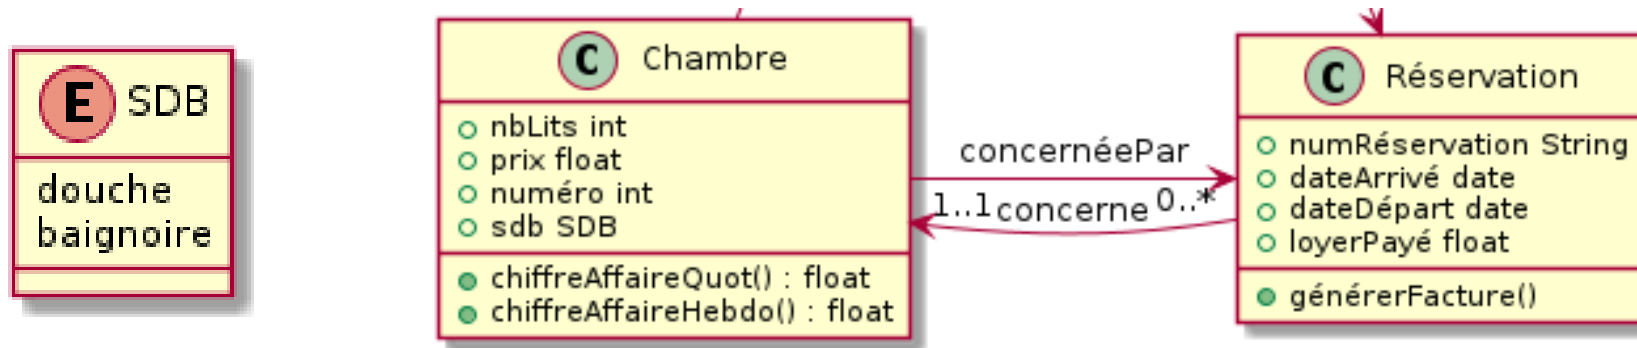 E SDB
douche
baignoire
C Chambre
nbLits int
prix float
numéro int
sdb SDB
chiffreAffaireQuot() : float
chiffreAffaireHebdo() : float
concernéePar
1..1 concerne 0..*
C Réservation
numRéservation String
dateArrivé date
dateDépart date
loyerPayé float
générerFacture()